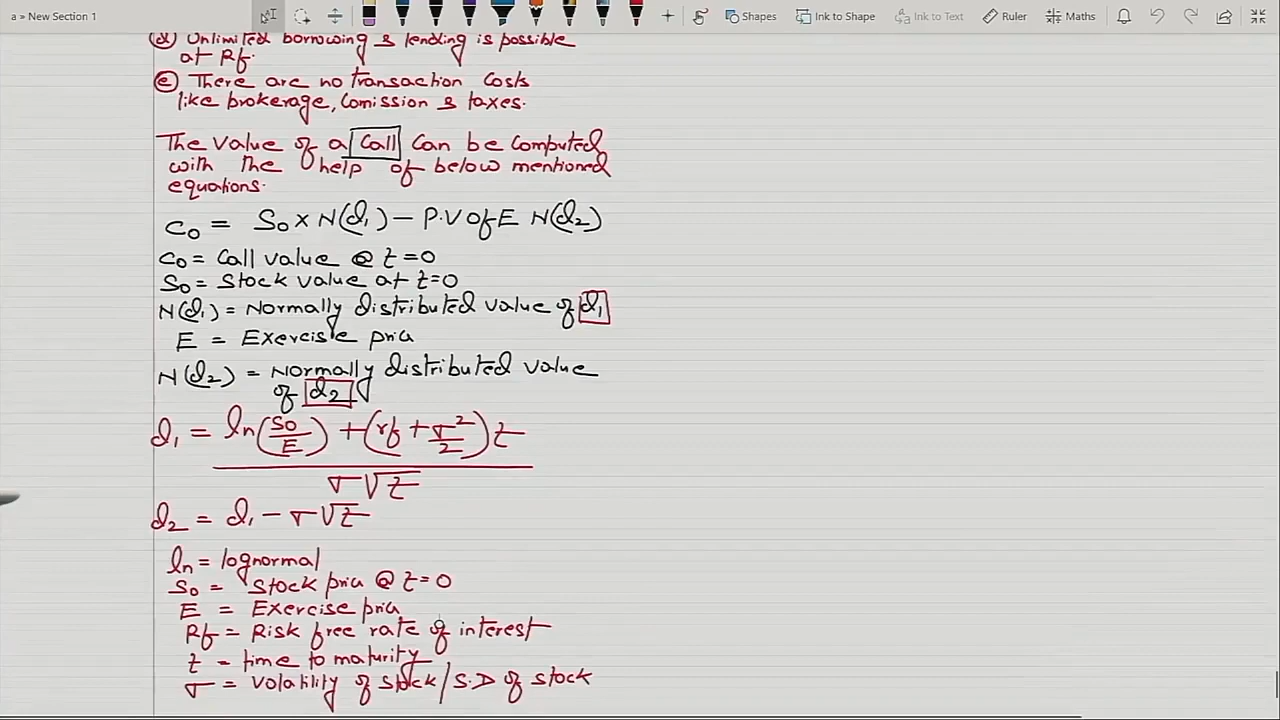 a » New Section 1
Shapes
Ink to Shape
Ink to Text
Ruler
Maths
(d) Unlimited borrowing & lending is possible
at Rf.
(e) There are no transaction costs
like brokerage, Comission & taxes.
The value of a Call can be computed
with the help of below mentioned
equations.
C₀ = S₀ × N(d₁) – P.V of E N(d₂)
C₀ = Call value @ t=0
S₀ = Stock value at t=0
N(d₁) = Normally distributed value of d₁
E = Exercise price
N(d₂) = Normally distributed value
of d₂
d₁ = ln(S₀/E) + (rf + σ²/2)t
σ√t
d₂ = d₁ – σ√t
ln = lognormal
S₀ = Stock price @ t=0
E = Exercise price
Rf = Risk free rate of interest
t = time to maturity
σ = Volatility of stock/S.D of stock